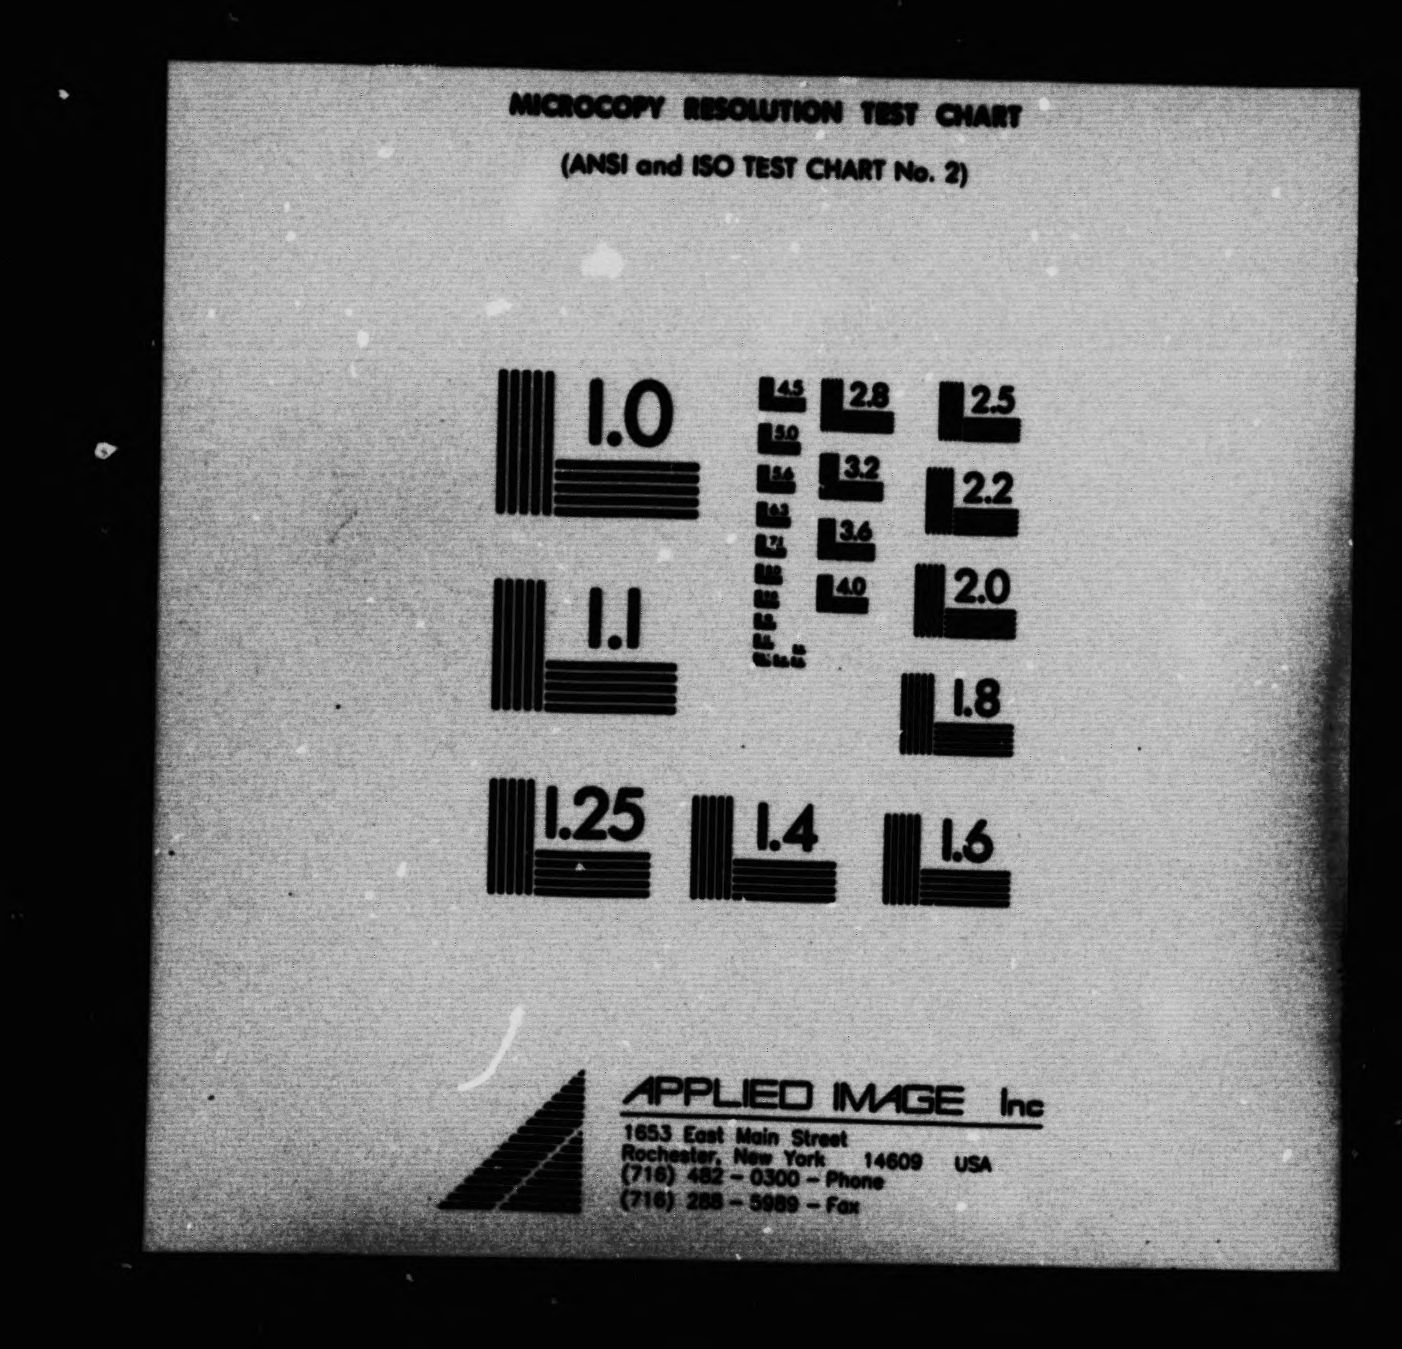 MICROCOPY RESOLUTION TEST CHART
(ANSI and ISO TEST CHART No. 2)
1.0
1.1
1.25
1.4
1.6
1.8
2.0
2.2
2.5
2.8
3.2
3.6
4.0
4.5
5.0
5.6
6.3
7.1
APPLIED IMAGE Inc
1653 East Main Street
Rochester, New York 14609 USA
(716) 482 - 0300 - Phone
(716) 288 - 5989 - Fax